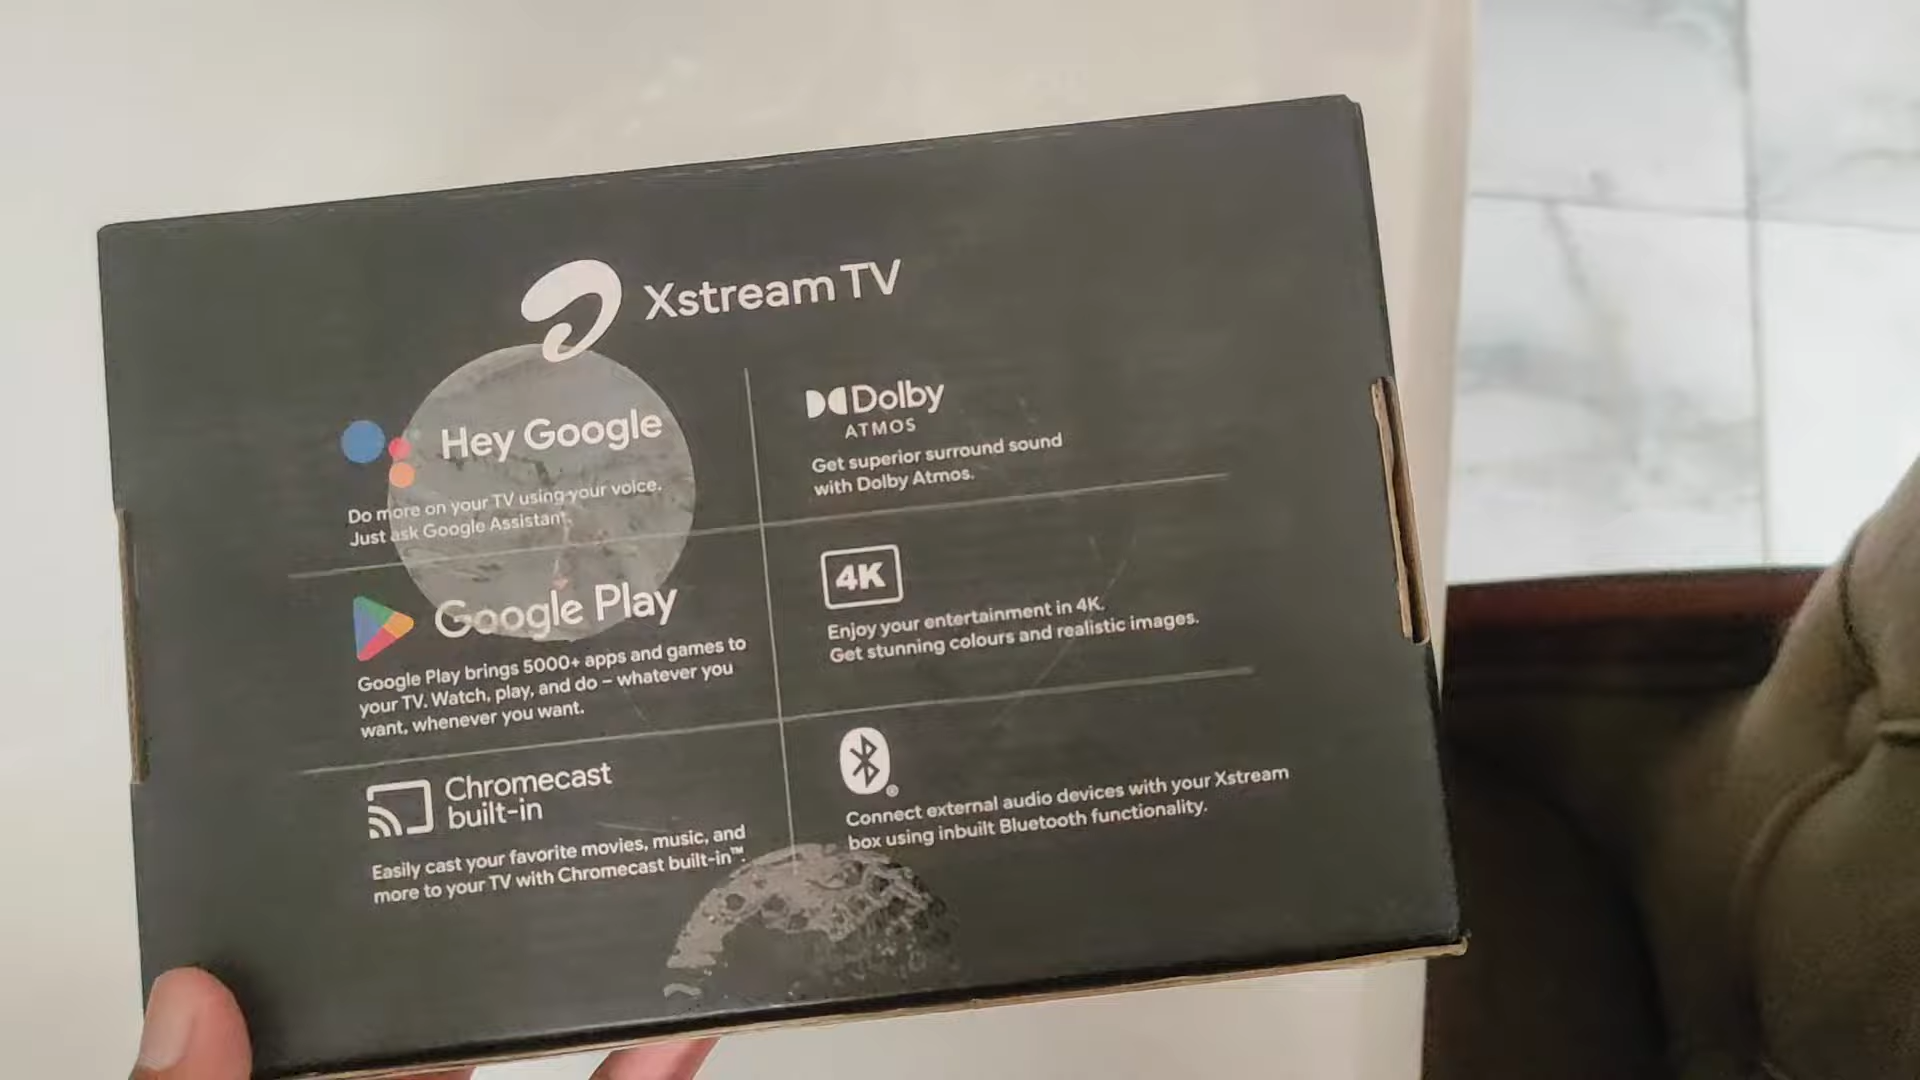 Xstream TV
Hey Google
Do more on your TV using your voice.
Just ask Google Assistant.
Google Play
Google Play brings 5000+ apps and games to
your TV. Watch, play, and do – whatever you
want, whenever you want.
Chromecast
built-in
Easily cast your favorite movies, music, and
more to your TV with Chromecast built-in™.
Dolby
ATMOS
Get superior surround sound
with Dolby Atmos.
4K
Enjoy your entertainment in 4K.
Get stunning colours and realistic images.
®
Connect external audio devices with your Xstream
box using inbuilt Bluetooth functionality.